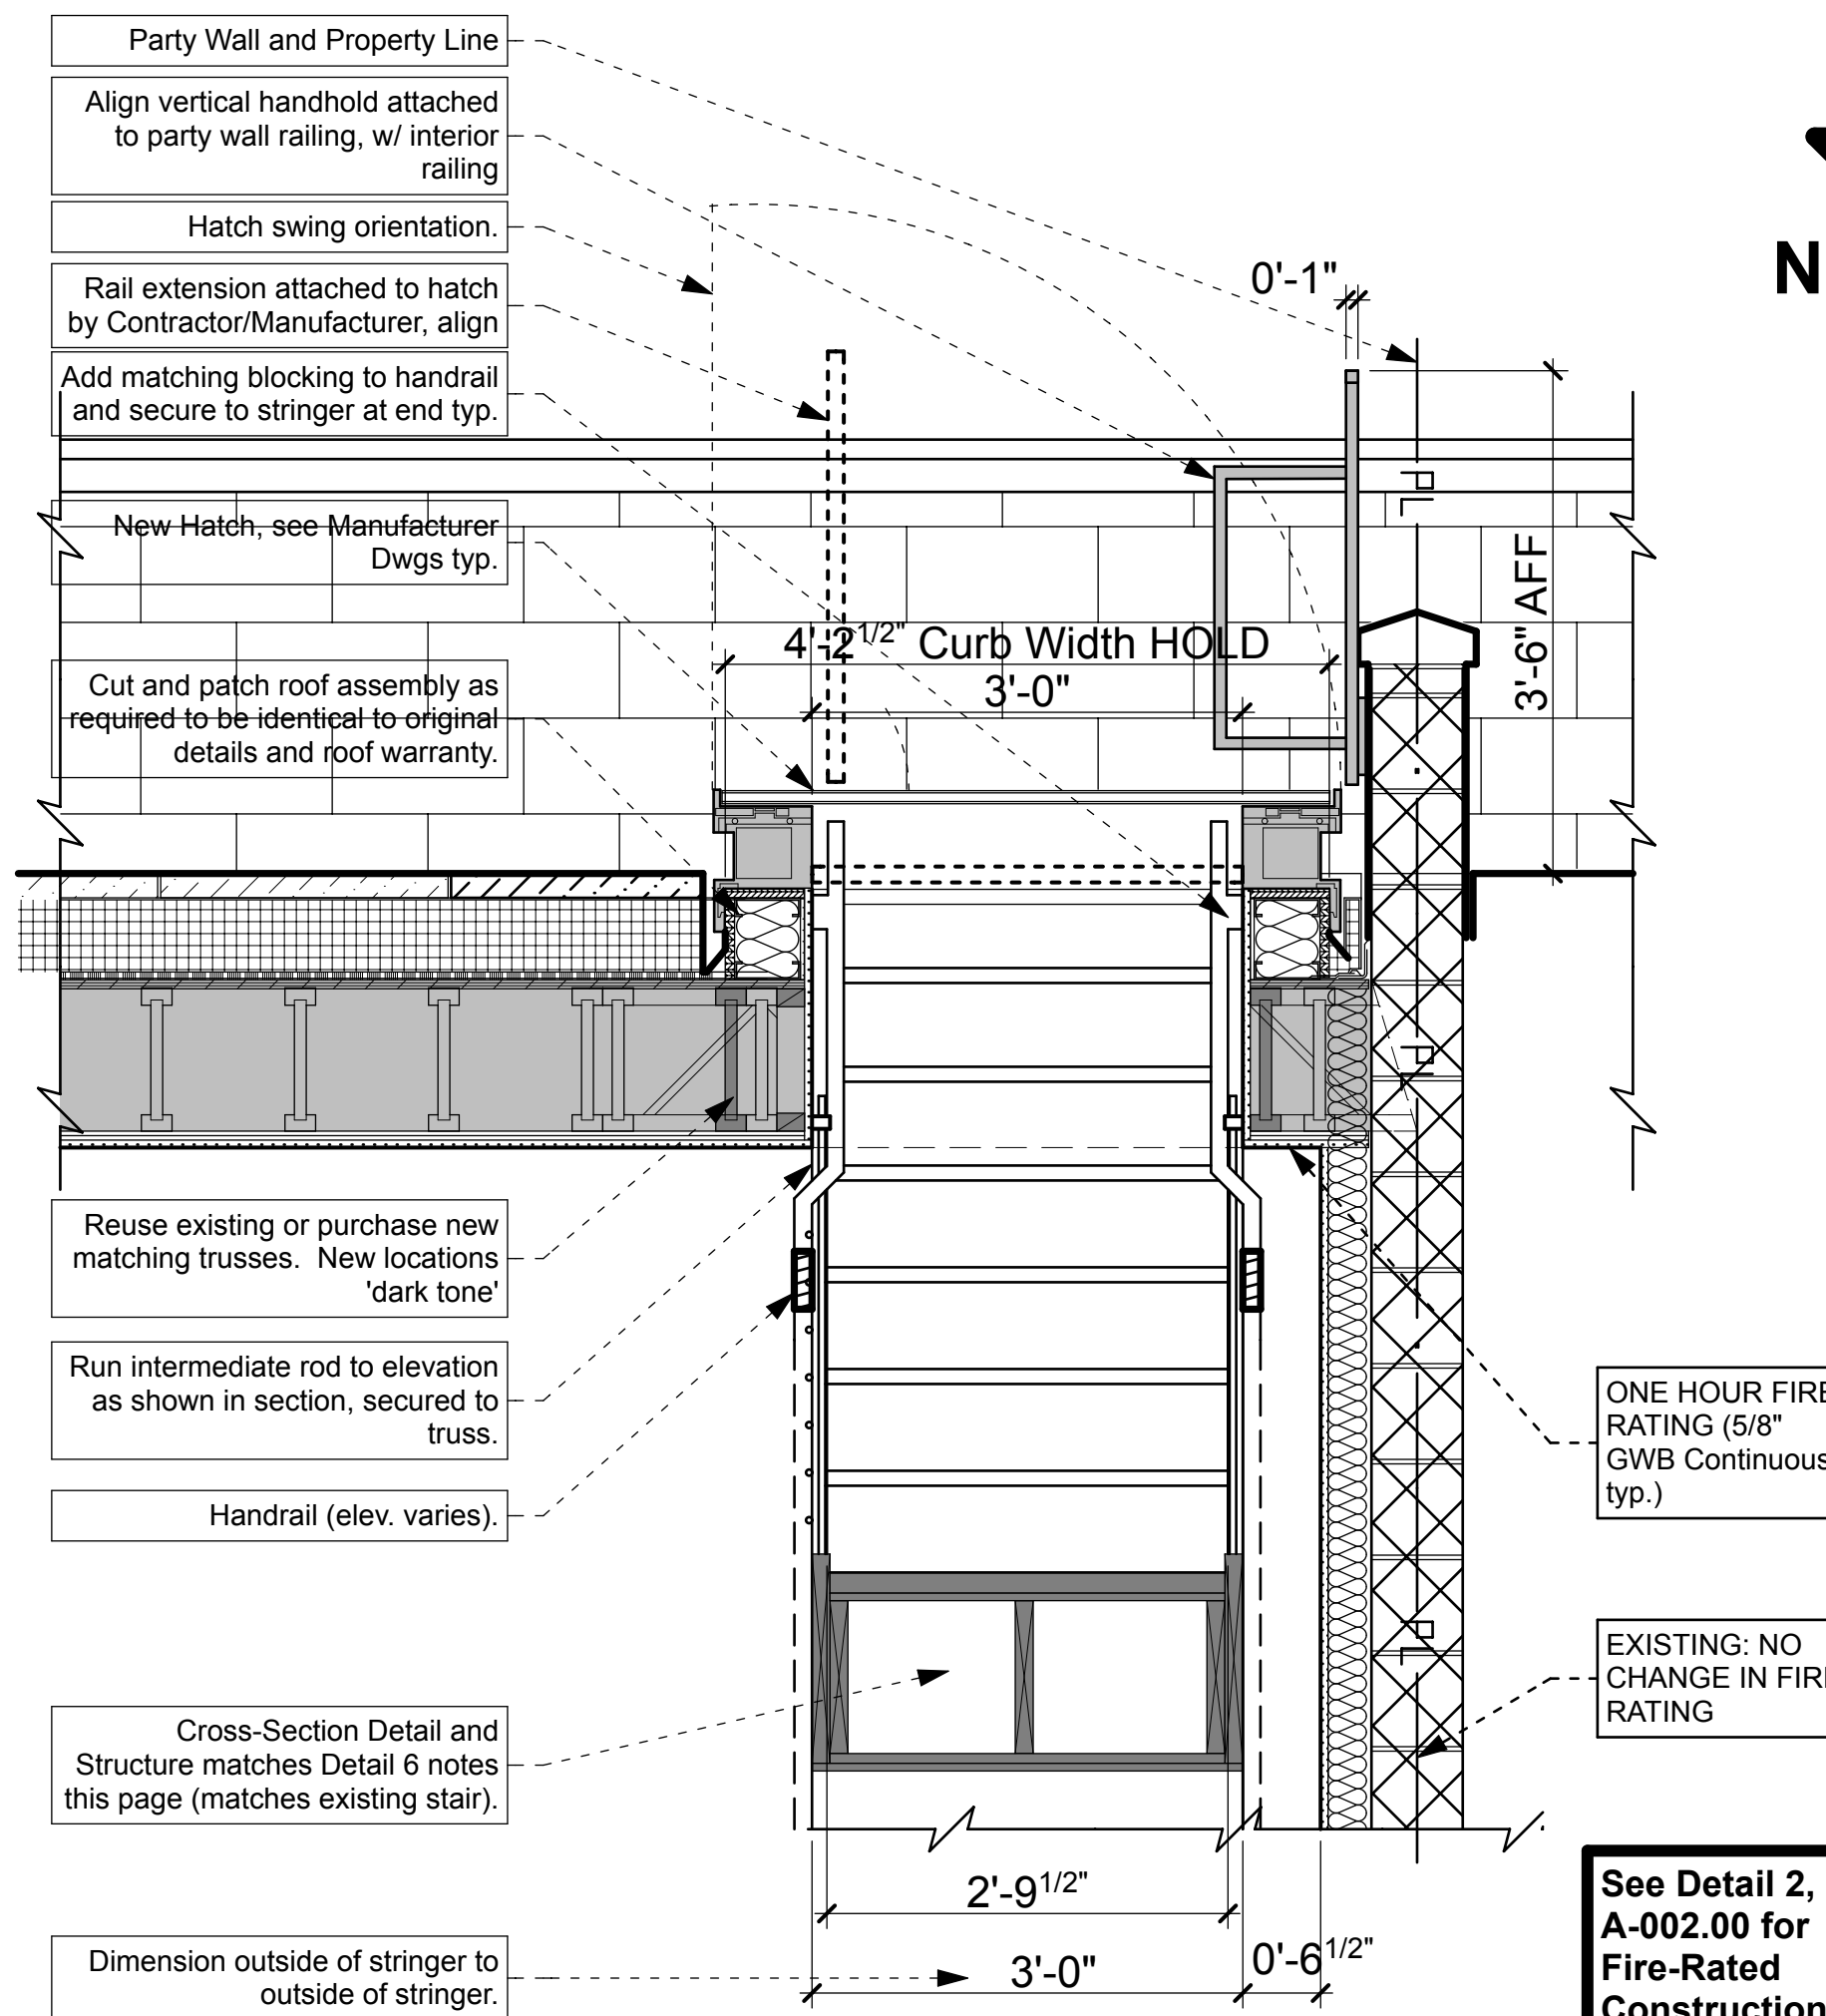 Party Wall and Property Line
Align vertical handhold attached
to party wall railing, w/ interior
railing
Hatch swing orientation.
Rail extension attached to hatch
by Contractor/Manufacturer, align
Add matching blocking to handrail
and secure to stringer at end typ.
New Hatch, see Manufacturer
Dwgs typ.
Cut and patch roof assembly as
required to be identical to original
details and roof warranty.
Reuse existing or purchase new
matching trusses.  New locations
'dark tone'
Run intermediate rod to elevation
as shown in section, secured to
truss.
Handrail (elev. varies).
Cross-Section Detail and
Structure matches Detail 6 notes
this page (matches existing stair).
Dimension outside of stringer to
outside of stringer.
N
0'-1"
PL
3'-6" AFF
4'-2 1/2" Curb Width HOLD
3'-0"
PL
PL
2'-9 1/2"
3'-0"
0'-6 1/2"
ONE HOUR FIRE
RATING (5/8"
GWB Continuous
typ.)
EXISTING: NO
CHANGE IN FIRE
RATING
See Detail 2,
A-002.00 for
Fire-Rated
Construction